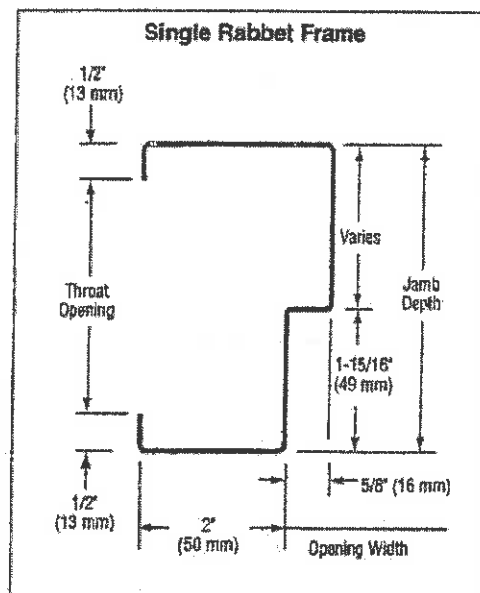 Single Rabbet Frame
1/2"
(13 mm)
Varies
Throat
Opening
Jamb
Depth
1-15/16"
(49 mm)
5/8" (16 mm)
1/2"
(13 mm)
2"
(50 mm)
Opening Width